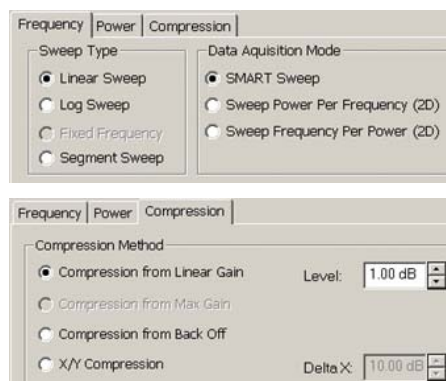 Frequency Power Compression
Sweep Type Data Aquisition Mode
Linear Sweep SMART Sweep
Log Sweep Sweep Power Per Frequency (2D)
Fixed Frequency Sweep Frequency Per Power (2D)
Segment Sweep
Frequency Power Compression
Compression Method
Compression from Linear Gain Level: 1.00 dB
Compression from Max Gain
Compression from Back Off
X/Y Compression Delta X: 10.00 dB